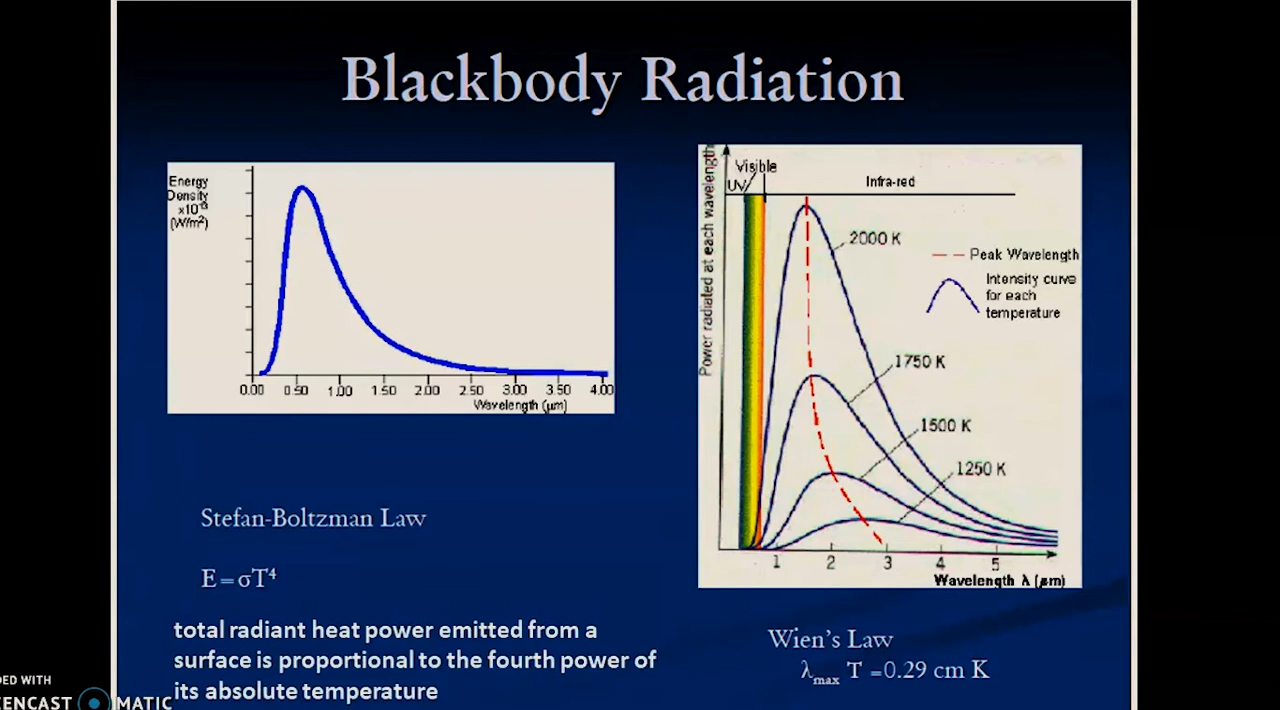 Blackbody Radiation
Energy
Density
(W/m²)
0.00 0.50 1.00 1.50 2.00 2.50 3.00 3.50 4.00
Wavelength (μm)
Power radiated at each wavelength
Visible
UV
Infra-red
2000 K
Peak Wavelength
Intensity curve
for each
temperature
1750 K
1500 K
1250 K
1 2 3 4 5
Wavelength λ (μm)
Stefan-Boltzman Law
E=σT⁴
total radiant heat power emitted from a
surface is proportional to the fourth power of
its absolute temperature
Wien's Law
λmax T =0.29 cm K
DED WITH
EENCAST MATIC